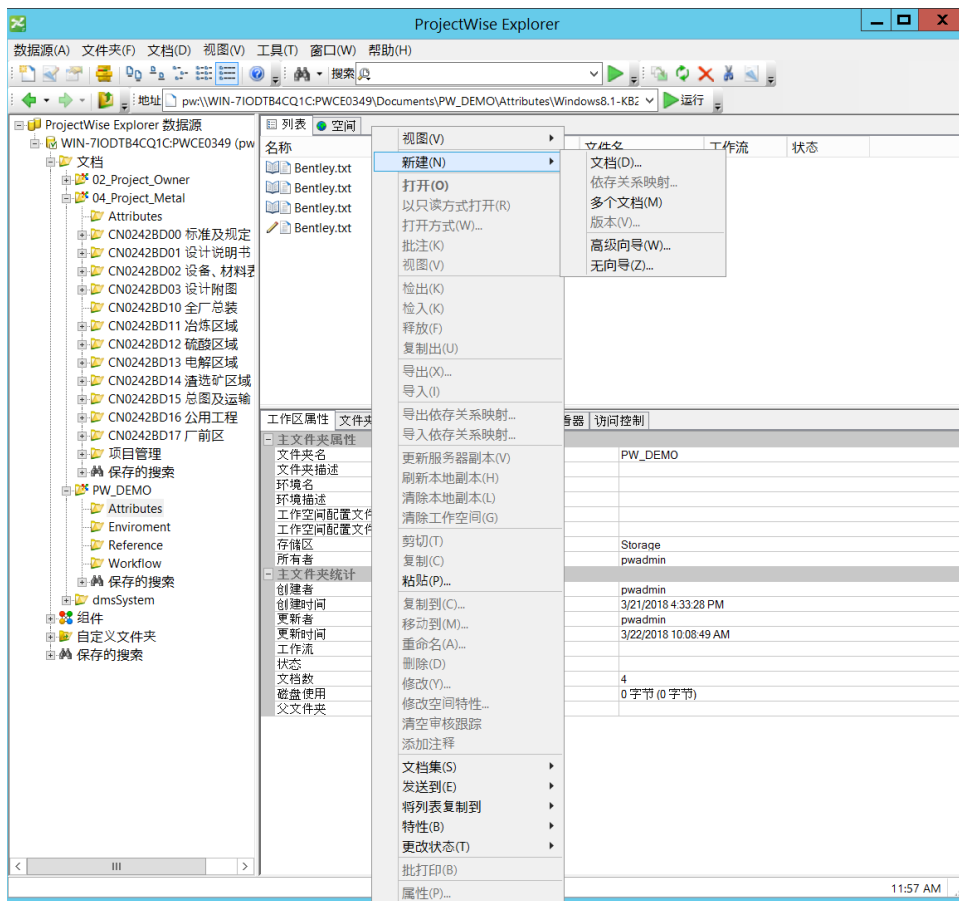 ProjectWise Explorer
数据源(A) 文件夹(F) 文档(D) 视图(V) 工具(T) 窗口(W) 帮助(H)
搜索
地址 pw:\\WIN-7IODTB4CQ1C:PWCE0349\Documents\PW_DEMO\Attributes\Windows8.1-KB2 运行
ProjectWise Explorer 数据源
WIN-7IODTB4CQ1C:PWCE0349 (pw
文档
02_Project_Owner
04_Project_Metal
Attributes
CN0242BD00 标准及规定
CN0242BD01 设计说明书
CN0242BD02 设备、材料表
CN0242BD03 设计附图
CN0242BD10 全厂总装
CN0242BD11 冶炼区域
CN0242BD12 硫酸区域
CN0242BD13 电解区域
CN0242BD14 渣选矿区域
CN0242BD15 总图及运输
CN0242BD16 公用工程
CN0242BD17 厂前区
项目管理
保存的搜索
PW_DEMO
Attributes
Enviroment
Reference
Workflow
保存的搜索
dmsSystem
组件
自定义文件夹
保存的搜索
列表 空间
名称 文件名 工作流 状态
Bentley.txt
Bentley.txt
Bentley.txt
Bentley.txt
视图(V)
新建(N)
打开(O)
以只读方式打开(R)
打开方式(W)...
批注(K)
视图(V)
检出(K)
检入(K)
释放(F)
复制出(U)
导出(X)...
导入(I)
导出依存关系映射...
导入依存关系映射...
更新服务器副本(V)
刷新本地副本(H)
清除本地副本(L)
清除工作空间(G)
剪切(T)
复制(C)
粘贴(P)...
复制到(C)...
移动到(M)...
重命名(A)...
删除(D)
修改(Y)...
修改空间特性...
清空审核跟踪
添加注释
文档集(S)
发送到(E)
将列表复制到
特性(B)
更改状态(T)
批打印(B)
属性(P)...
文档(D)...
依存关系映射...
多个文档(M)
版本(V)...
高级向导(W)...
无向导(Z)...
工作区属性 文件夹 看器 访问控制
主文件夹属性
文件夹名 PW_DEMO
文件夹描述
环境名
环境描述
工作空间配置文件
工作空间配置文件
存储区 Storage
所有者 pwadmin
主文件夹统计
创建者 pwadmin
创建时间 3/21/2018 4:33:28 PM
更新者 pwadmin
更新时间 3/22/2018 10:08:49 AM
工作流
状态
文档数 4
磁盘使用 0 字节 (0 字节)
父文件夹
11:57 AM